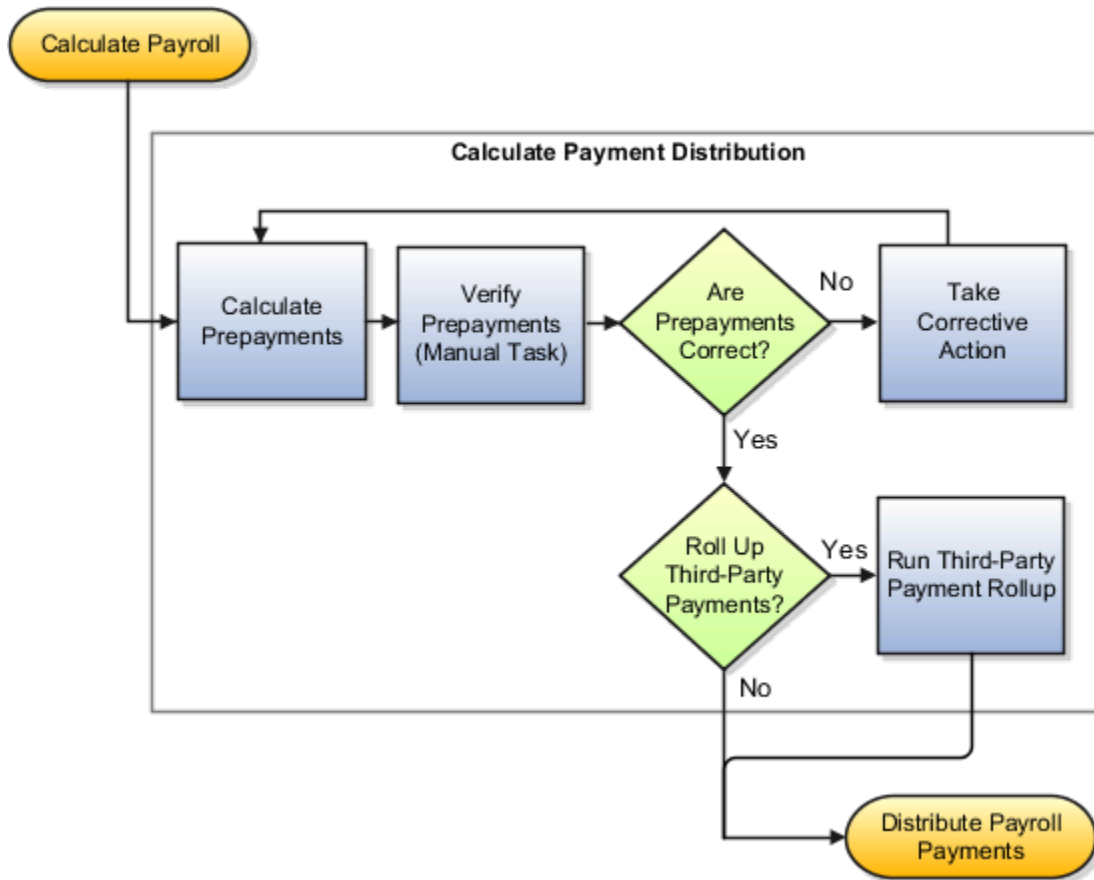 Calculate Payroll
Calculate Payment Distribution
Calculate
Prepayments
Verify
Prepayments
(Manual Task)
Are
Prepayments
Correct?
No
Take
Corrective
Action
Yes
Roll Up
Third-Party
Payments?
Yes
Run Third-Party
Payment Rollup
No
Distribute Payroll
Payments